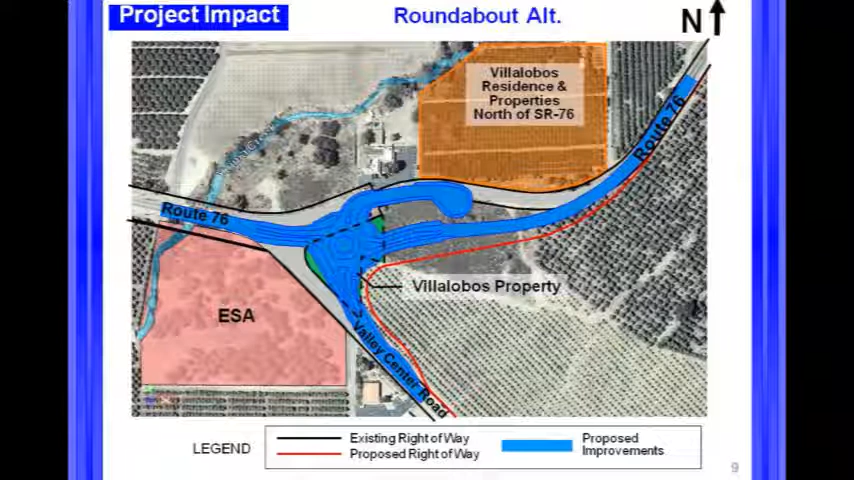 Project Impact
Roundabout Alt.
N
Villalobos
Residence &
Properties
North of SR-76
Route 76
Route 76
Villalobos Property
ESA
Valley Center Road
LEGEND
Existing Right of Way
Proposed Right of Way
Proposed
Improvements
9